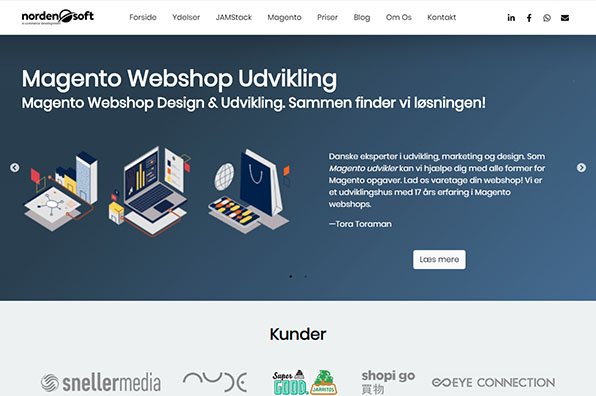 norden soft
e-commerce development
Forside Ydelser JAMStack Magento Priser Blog Om Os Kontakt
Magento Webshop Udvikling
Magento Webshop Design & Udvikling. Sammen finder vi løsningen!
Danske eksperter i udvikling, marketing og design. Som
Magento udvikler kan vi hjælpe dig med alle former for
Magento opgaver. Lad os varetage din webshop! Vi er
et udviklingshus med 17 års erfaring i Magento
webshops.
—Tora Toraman
Læs mere
Kunder
snellermedia
nude
Super
GOOD.
JARRITOS
shopi go
買物
EYE CONNECTION